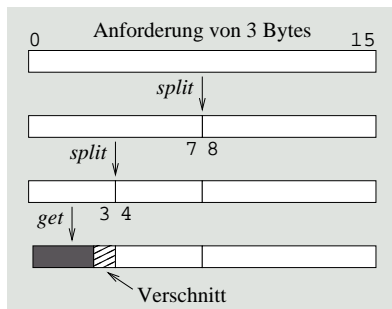 Anforderung von 3 Bytes
0 15
split
7 8
split
3 4
get
Verschnitt